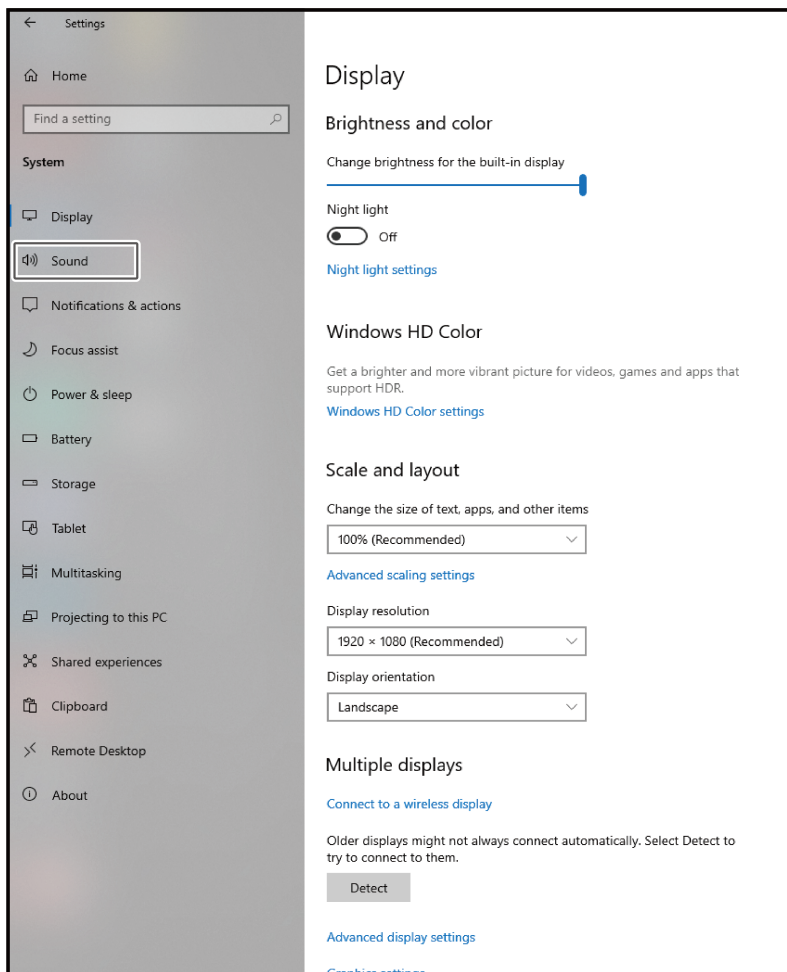 Settings
Home
Find a setting
System
Display
Sound
Notifications & actions
Focus assist
Power & sleep
Battery
Storage
Tablet
Multitasking
Projecting to this PC
Shared experiences
Clipboard
Remote Desktop
About
Display
Brightness and color
Change brightness for the built-in display
Night light
Off
Night light settings
Windows HD Color
Get a brighter and more vibrant picture for videos, games and apps that
support HDR.
Windows HD Color settings
Scale and layout
Change the size of text, apps, and other items
100% (Recommended)
Advanced scaling settings
Display resolution
1920 × 1080 (Recommended)
Display orientation
Landscape
Multiple displays
Connect to a wireless display
Older displays might not always connect automatically. Select Detect to
try to connect to them.
Detect
Advanced display settings
Graphics settings